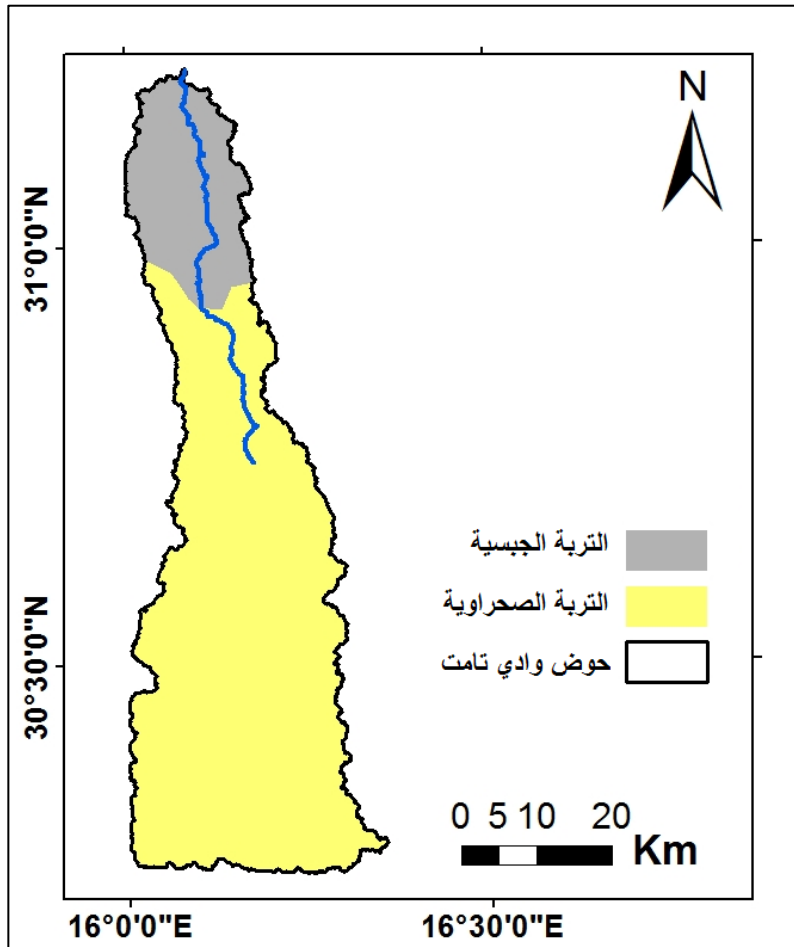 N
31°0'0"N
التربة الجبسية
التربة الصحراوية
حوض وادي تامت
30°30'0"N
0 5 10 20
Km
16°0'0"E 16°30'0"E